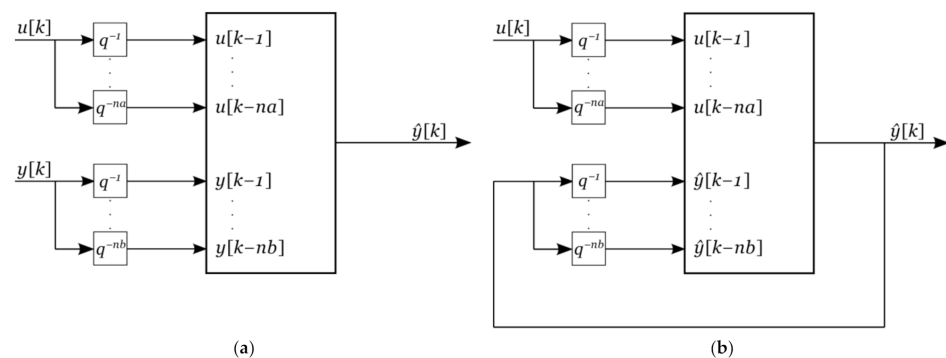 u[k]
q⁻¹
u[k−1]
q⁻ⁿᵃ
u[k−na]
ŷ[k]
y[k]
q⁻¹
y[k−1]
q⁻ⁿᵇ
y[k−nb]
(a)
u[k]
q⁻¹
u[k−1]
q⁻ⁿᵃ
u[k−na]
ŷ[k]
q⁻¹
ŷ[k−1]
q⁻ⁿᵇ
ŷ[k−nb]
(b)